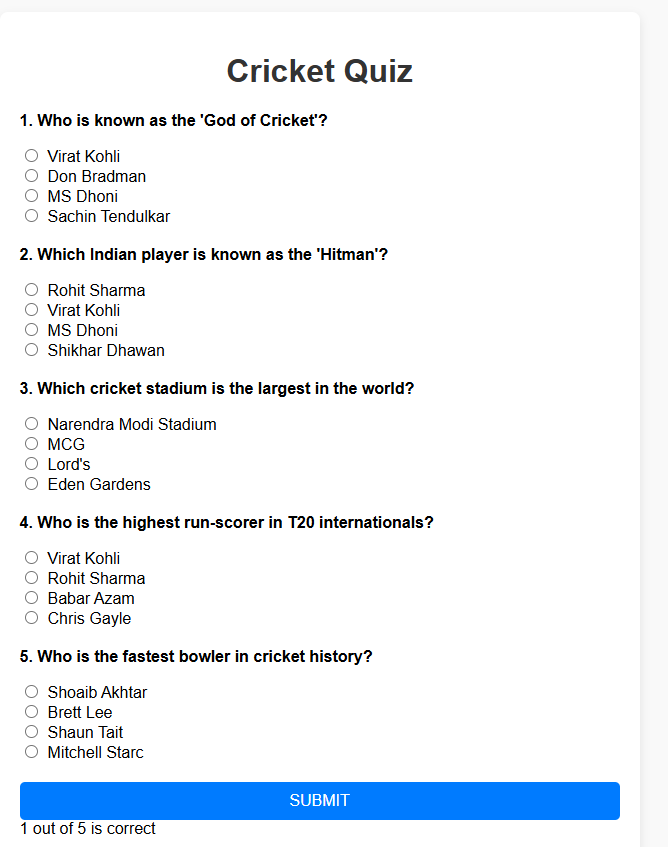 Cricket Quiz
1. Who is known as the 'God of Cricket'?
Virat Kohli
Don Bradman
MS Dhoni
Sachin Tendulkar
2. Which Indian player is known as the 'Hitman'?
Rohit Sharma
Virat Kohli
MS Dhoni
Shikhar Dhawan
3. Which cricket stadium is the largest in the world?
Narendra Modi Stadium
MCG
Lord's
Eden Gardens
4. Who is the highest run-scorer in T20 internationals?
Virat Kohli
Rohit Sharma
Babar Azam
Chris Gayle
5. Who is the fastest bowler in cricket history?
Shoaib Akhtar
Brett Lee
Shaun Tait
Mitchell Starc
SUBMIT
1 out of 5 is correct